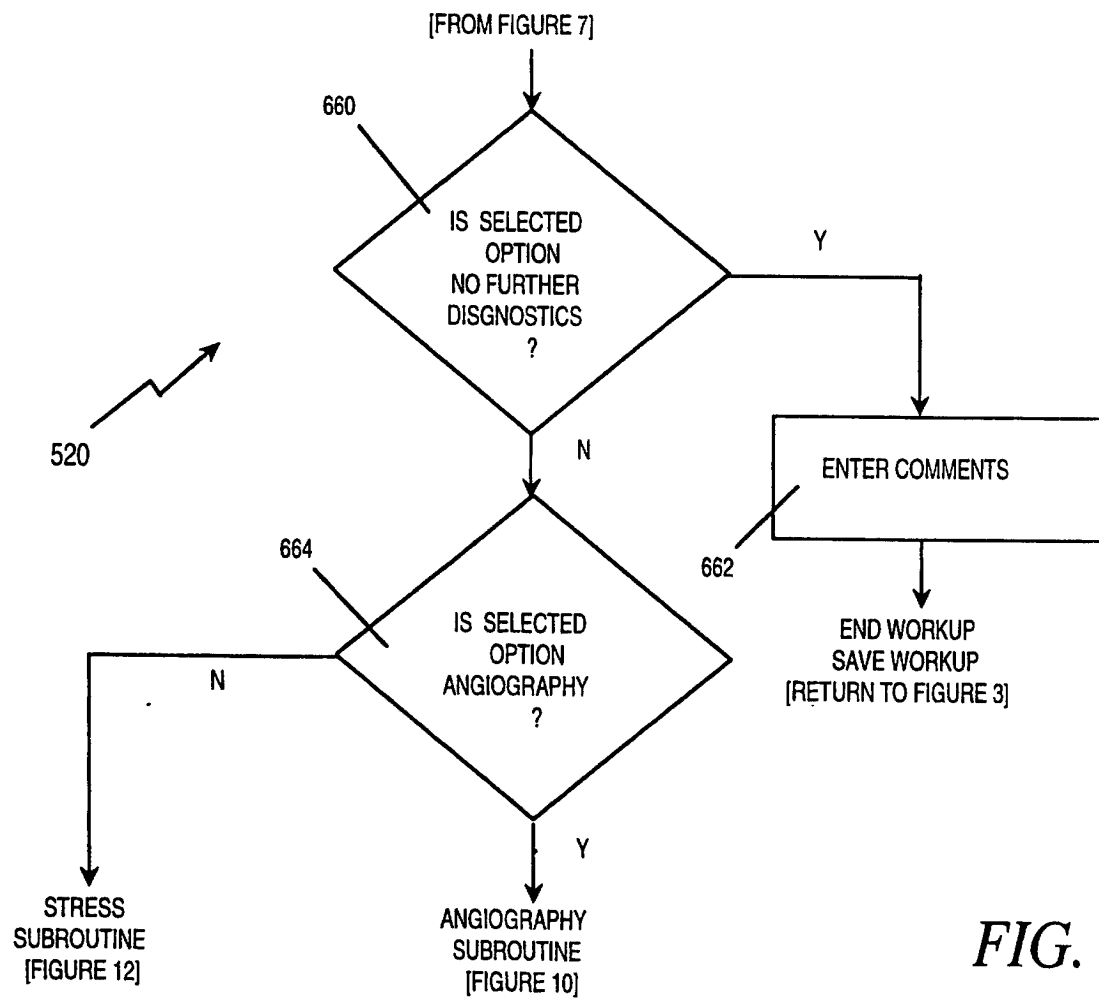 [FROM FIGURE 7]
660
IS SELECTED
OPTION
NO FURTHER
DISGNOSTICS
?
Y
520
N
ENTER COMMENTS
662
664
IS SELECTED
OPTION
ANGIOGRAPHY
?
N
END WORKUP
SAVE WORKUP
[RETURN TO FIGURE 3]
Y
STRESS
SUBROUTINE
[FIGURE 12]
ANGIOGRAPHY
SUBROUTINE
[FIGURE 10]
FIG.